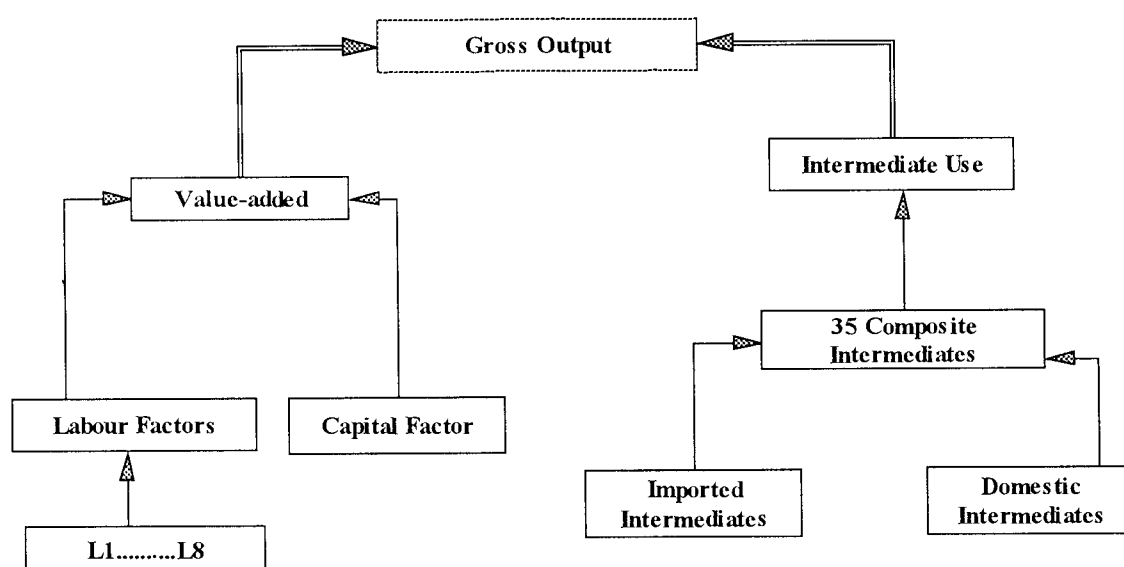 Gross Output
Intermediate Use
Value-added
35 Composite
Intermediates
Labour Factors
Capital Factor
Imported
Intermediates
Domestic
Intermediates
L1..........L8